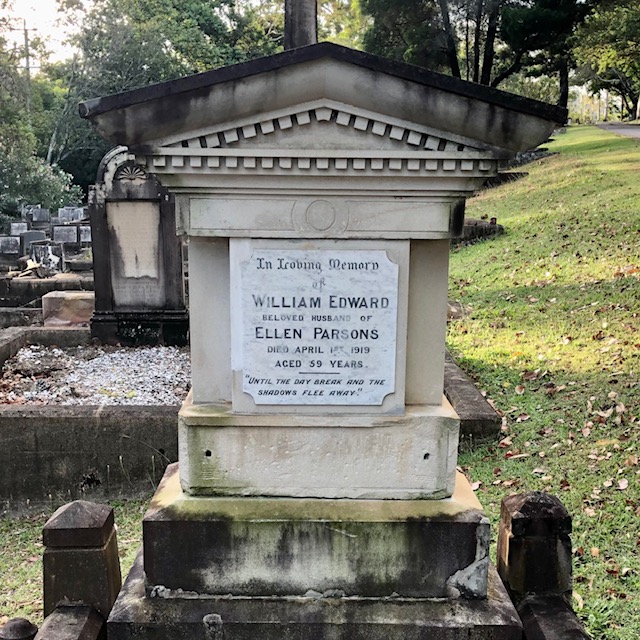 In Loving Memory
of
WILLIAM EDWARD
BELOVED HUSBAND OF
ELLEN PARSONS
DIED APRIL 1ST 1919
AGED 59 YEARS.
"UNTIL THE DAY BREAK AND THE
SHADOWS FLEE AWAY."